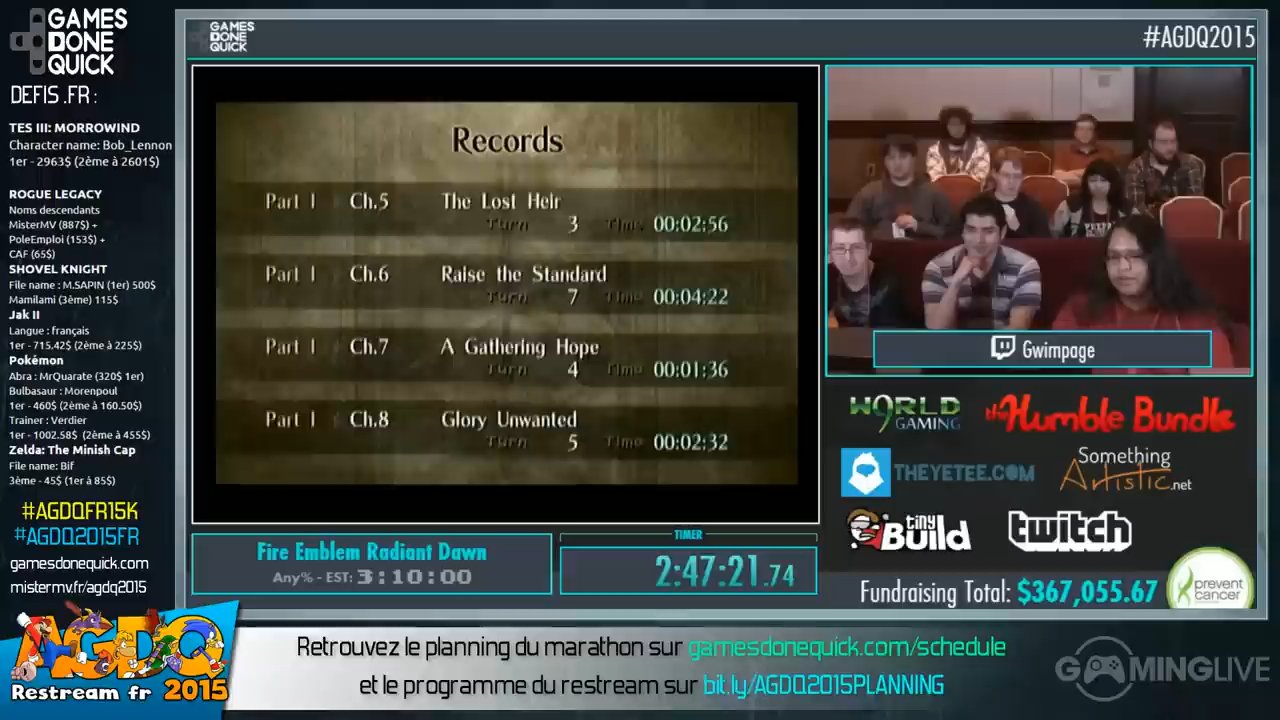 GAMES
DONE
QUICK
DEFIS .FR :
TES III: MORROWIND
Character name: Bob_Lennon
1er - 2963$ (2ème à 2601$)
ROGUE LEGACY
Noms descendants
MisterMV (887$) +
PoleEmploi (153$) +
CAF (65$)
SHOVEL KNIGHT
File name : M.SAPIN (1er) 500$
Mamilami (3ème) 115$
Jak II
Langue : français
1er - 715.42$ (2ème à 225$)
Pokémon
Abra : MrQuarate (320$ 1er)
Bulbasaur : Morenpoul
1er - 460$ (2ème à 160.50$)
Trainer : Verdier
1er - 1002.58$ (2ème à 455$)
Zelda: The Minish Cap
File name: Bif
3ème - 45$ (1er à 85$)
#AGDQFR15K
#AGDQ2015FR
gamesdonequick.com
mistermv.fr/agdq2015
AGDQ
Restream fr 2015
GAMES
DONE
QUICK
#AGDQ2015
Records
Part I Ch.5 The Lost Heir
Turn 3 Time 00:02:56
Part I Ch.6 Raise the Standard
Turn 7 Time 00:04:22
Part I Ch.7 A Gathering Hope
Turn 4 Time 00:01:36
Part I Ch.8 Glory Unwanted
Turn 5 Time 00:02:32
Gwimpage
W9RLD GAMING
the Humble Bundle
THEYETEE.COM
Something
Artistic.net
tiny
Build
twitch
Fire Emblem Radiant Dawn
Any% - EST: 3:10:00
TIMER
2:47:21.74
Fundraising Total: $367,055.67
prevent
cancer
Retrouvez le planning du marathon sur gamesdonequick.com/schedule
et le programme du restream sur bit.ly/AGDQ2015PLANNING
GAMINGLIVE